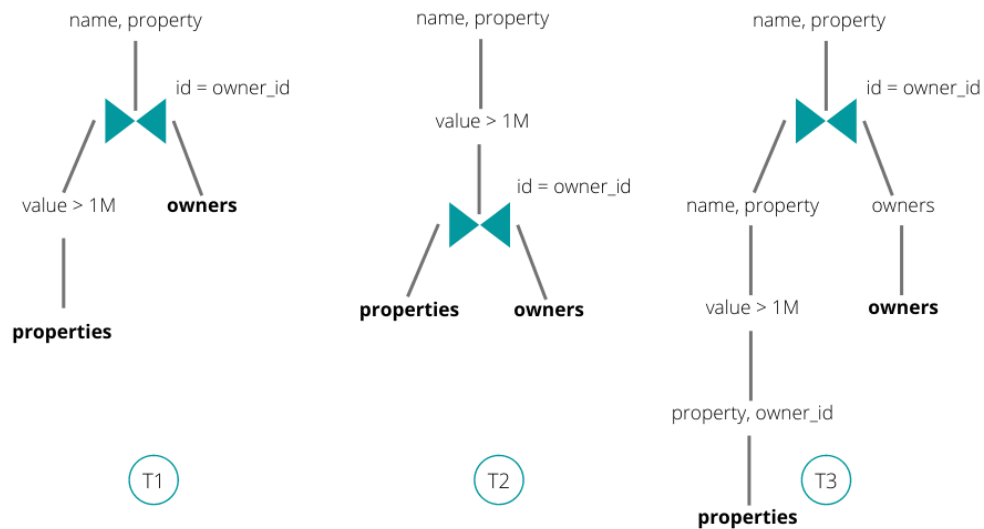 name, property
id = owner_id
value > 1M
owners
properties
T1
name, property
value > 1M
id = owner_id
properties
owners
T2
name, property
id = owner_id
name, property
owners
value > 1M
owners
property, owner_id
properties
T3